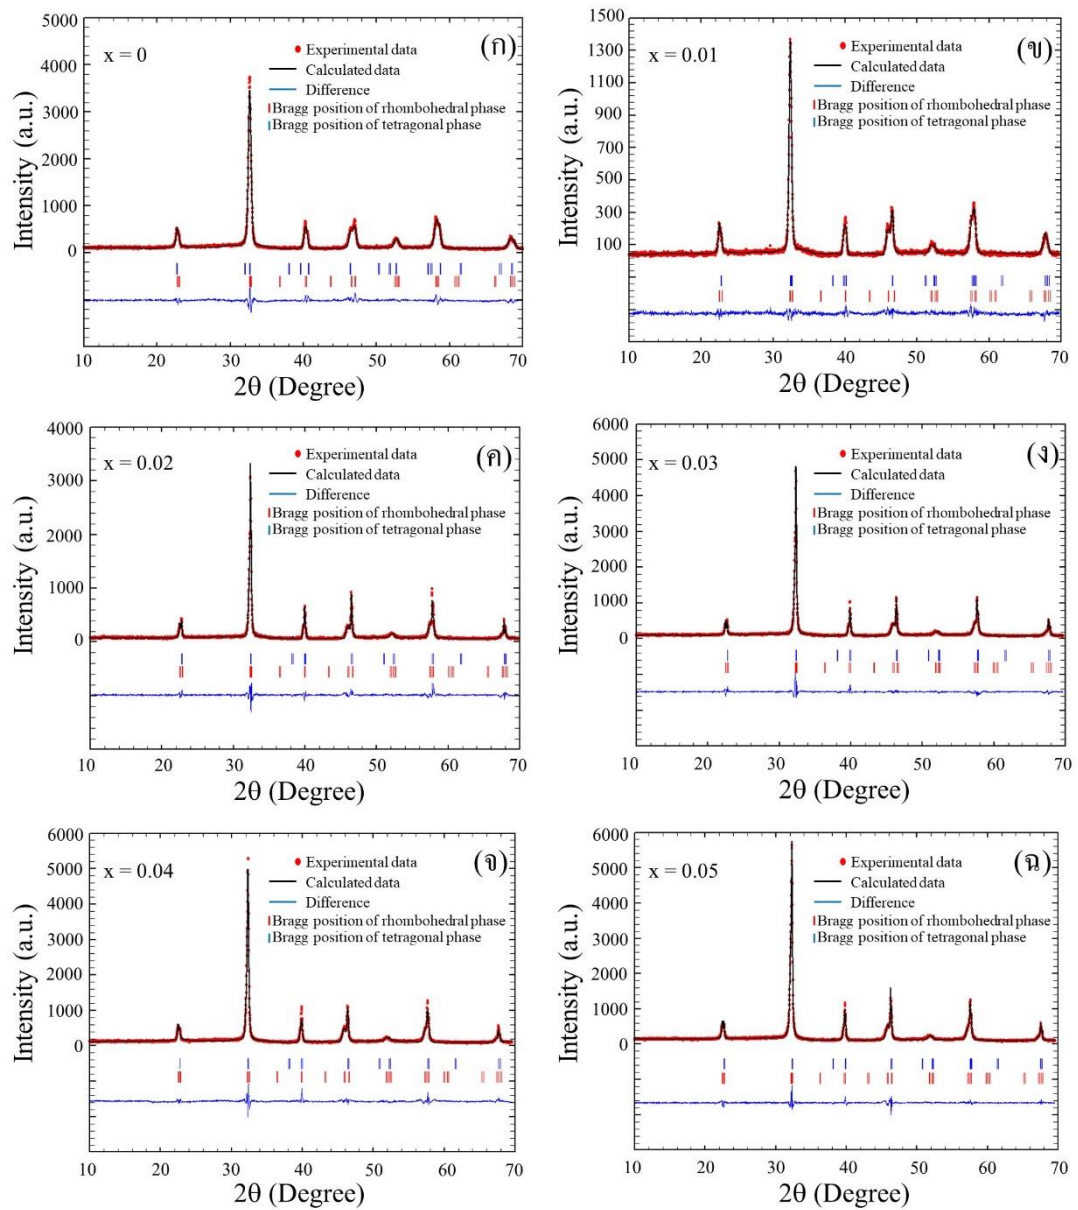 x = 0
(ก)
Experimental data
Calculated data
Difference
Bragg position of rhombohedral phase
Bragg position of tetragonal phase
Intensity (a.u.)
5000
4000
3000
2000
1000
0
10 20 30 40 50 60 70
2θ (Degree)
x = 0.01
(ข)
Experimental data
Calculated data
Difference
Bragg position of rhombohedral phase
Bragg position of tetragonal phase
Intensity (a.u.)
1500
1300
1100
900
700
500
300
100
10 20 30 40 50 60 70
2θ (Degree)
x = 0.02
(ค)
Experimental data
Calculated data
Difference
Bragg position of rhombohedral phase
Bragg position of tetragonal phase
Intensity (a.u.)
4000
3000
2000
1000
0
10 20 30 40 50 60 70
2θ (Degree)
x = 0.03
(ง)
Experimental data
Calculated data
Difference
Bragg position of rhombohedral phase
Bragg position of tetragonal phase
Intensity (a.u.)
6000
5000
4000
3000
2000
1000
0
10 20 30 40 50 60 70
2θ (Degree)
x = 0.04
(จ)
Experimental data
Calculated data
Difference
Bragg position of rhombohedral phase
Bragg position of tetragonal phase
Intensity (a.u.)
6000
5000
4000
3000
2000
1000
0
10 20 30 40 50 60 70
2θ (Degree)
x = 0.05
(ฉ)
Experimental data
Calculated data
Difference
Bragg position of rhombohedral phase
Bragg position of tetragonal phase
Intensity (a.u.)
6000
5000
4000
3000
2000
1000
0
10 20 30 40 50 60 70
2θ (Degree)